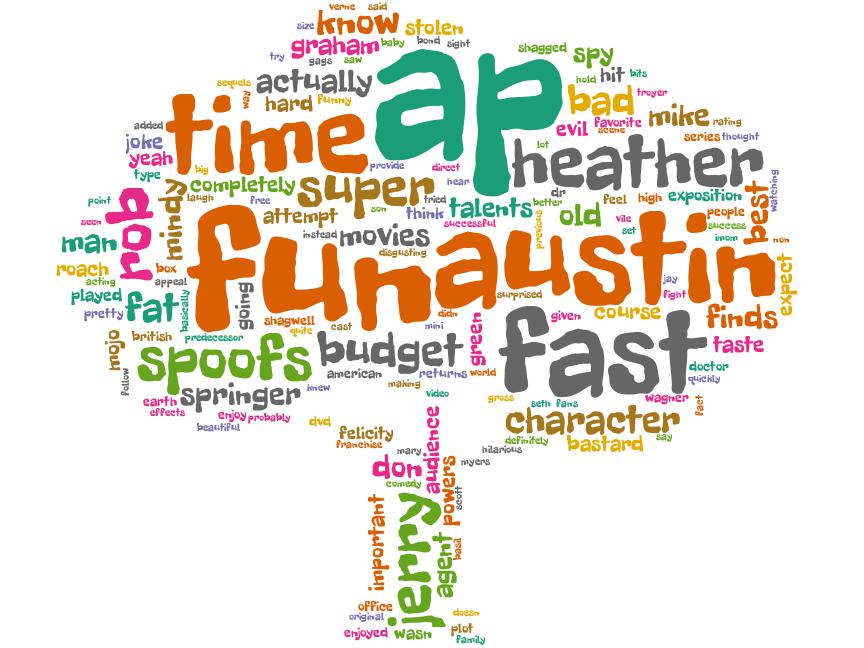 verne said
size know stolen
try graham baby bond sight
gags saw shagged spy
sequels actually hold hit bits
way hard funny ap bad troyer
added time evil favorite mike rating
joke scene series thought
yeah provide direct lot heather
type big completely super hear dr watching
point laugh free son tried better feel high exposition
rob mindy attempt think talents old vile people best
seen successful previous set success
man instead movies imom non
roach box disgusting austin jay
acting appeal fun surprised fight expect
played fat going didn
pretty basically shagwell cast mini green given course finds
mojo british predecessor quite budget fast taste
spoofs american returns world doctor
follow springer knew making quickly
earth video gross seth fans wagner fact
effects enjoy probably audience character
beautiful dvd felicity definitely bastard say
franchise mary hilarious
don powers myers
comedy scott
important jerry agent basil
office doesn
original plot
enjoyed wasn family